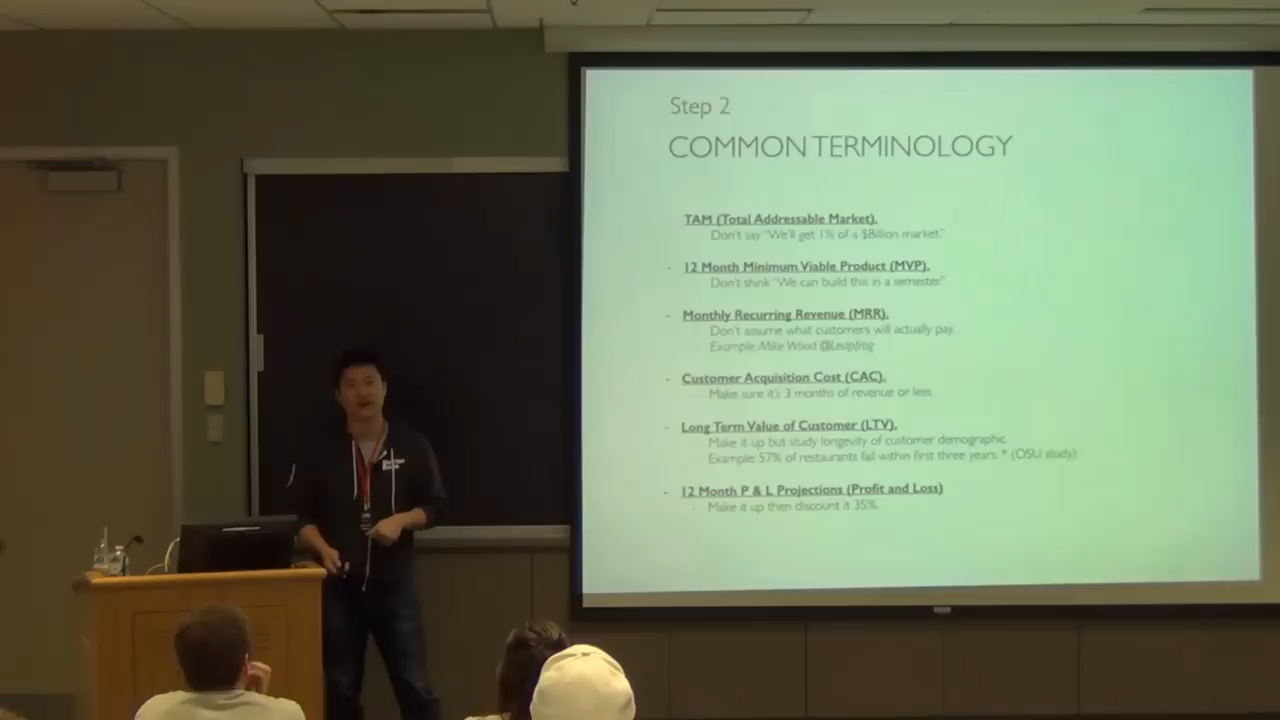 Step 2
COMMON TERMINOLOGY
- TAM (Total Addressable Market).
Don't say "We'll get 1% of a $Billion market."
- 12 Month Minimum Viable Product (MVP).
Don't think "We can build this in a semester."
- Monthly Recurring Revenue (MRR).
- Don't assume what customers will actually pay.
- Example: Mike Wood @Leapfrog
- Customer Acquisition Cost (CAC).
- Make sure it's 3 months of revenue or less.
- Long Term Value of Customer (LTV).
- Make it up but study longevity of customer demographic.
Example: 57% of restaurants fail within first three years. * (OSU study)
- 12 Month P & L Projections (Profit and Loss)
- Make it up then discount it 35%.